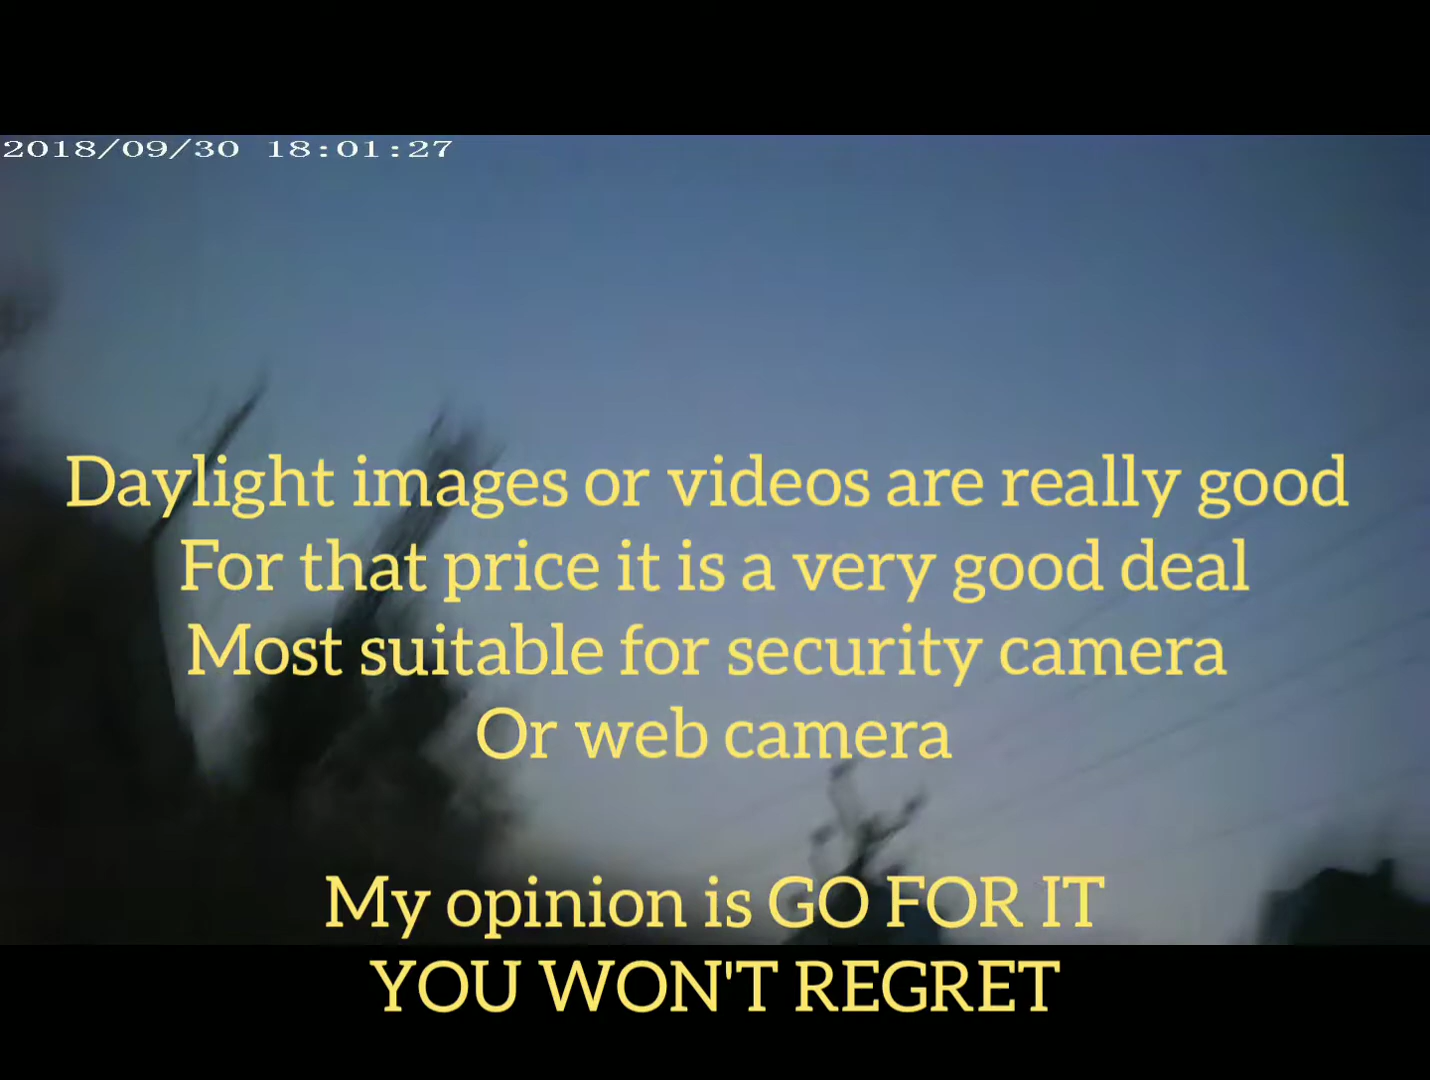 2018/09/30 18:01:27
Daylight images or videos are really good
For that price it is a very good deal
Most suitable for security camera
Or web camera
My opinion is GO FOR IT
YOU WON'T REGRET